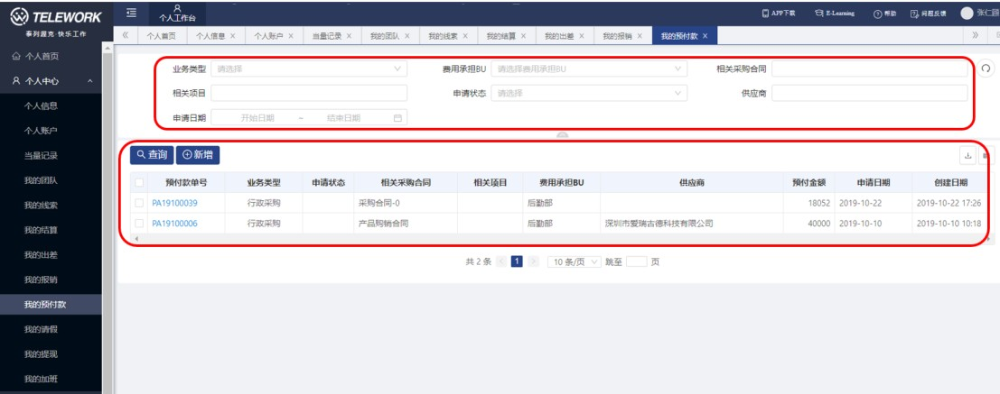 TELEWORK
泰列渥克·快乐工作
个人工作台
APP下载 E-Learning 帮助 问题反馈 张仁圆
个人首页 个人信息 × 个人账户 × 当量记录 × 我的团队 × 我的线索 × 我的结算 × 我的出差 × 我的报销 × 我的预付款 ×
个人首页
个人中心
个人信息
个人账户
当量记录
我的团队
我的线索
我的结算
我的出差
我的报销
我的预付款
我的请假
我的提现
我的加班
业务类型 请选择 费用承担BU 请选择费用承担BU 相关采购合同
相关项目 申请状态 请选择 供应商
申请日期 开始日期 ~ 结束日期
查询 新增
预付款单号 业务类型 申请状态 相关采购合同 相关项目 费用承担BU 供应商 预付金额 申请日期 创建日期
PA19100039 行政采购 采购合同-0 后勤部 18052 2019-10-22 2019-10-22 17:26
PA19100006 行政采购 产品购销合同 后勤部 深圳市爱瑞古德科技有限公司 40000 2019-10-10 2019-10-10 10:18
共 2 条 < 1 > 10 条/页 跳至 页